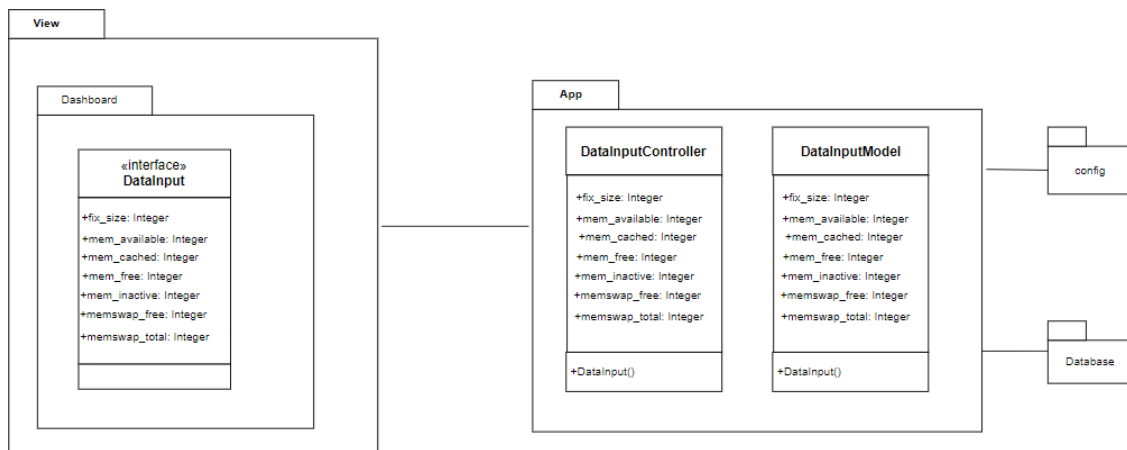 View
Dashboard
«interface»
DataInput
+fix_size: Integer
+mem_available: Integer
+mem_cached: Integer
+mem_free: Integer
+mem_inactive: Integer
+memswap_free: Integer
+memswap_total: Integer
App
DataInputController
+fix_size: Integer
+mem_available: Integer
+mem_cached: Integer
+mem_free: Integer
+mem_inactive: Integer
+memswap_free: Integer
+memswap_total: Integer
+DataInput()
DataInputModel
+fix_size: Integer
+mem_available: Integer
+mem_cached: Integer
+mem_free: Integer
+mem_inactive: Integer
+memswap_free: Integer
+memswap_total: Integer
+DataInput()
config
Database